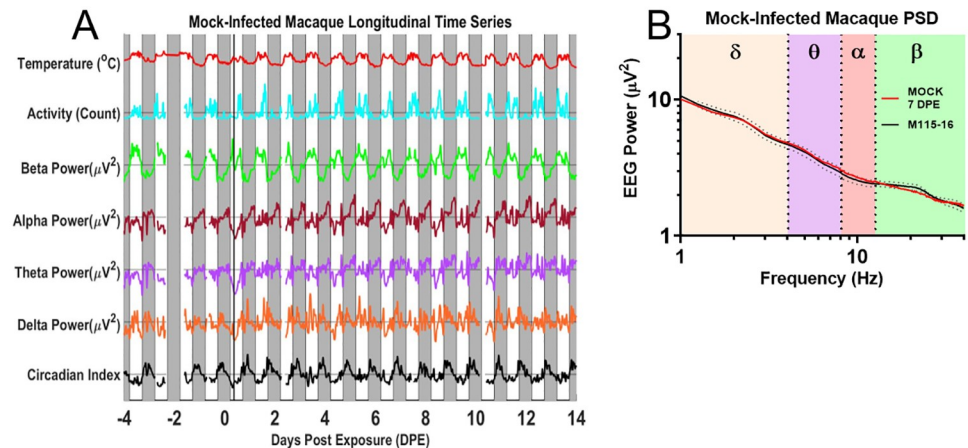 A
Mock-Infected Macaque Longitudinal Time Series
Temperature (°C)
Activity (Count)
Beta Power(μV²)
Alpha Power(μV²)
Theta Power(μV²)
Delta Power(μV²)
Circadian Index
-4 -2 0 2 4 6 8 10 12 14
Days Post Exposure (DPE)
B
Mock-Infected Macaque PSD
δ θ α β
MOCK
7 DPE
M115-16
EEG Power (μV²)
10
1
1 10
Frequency (Hz)